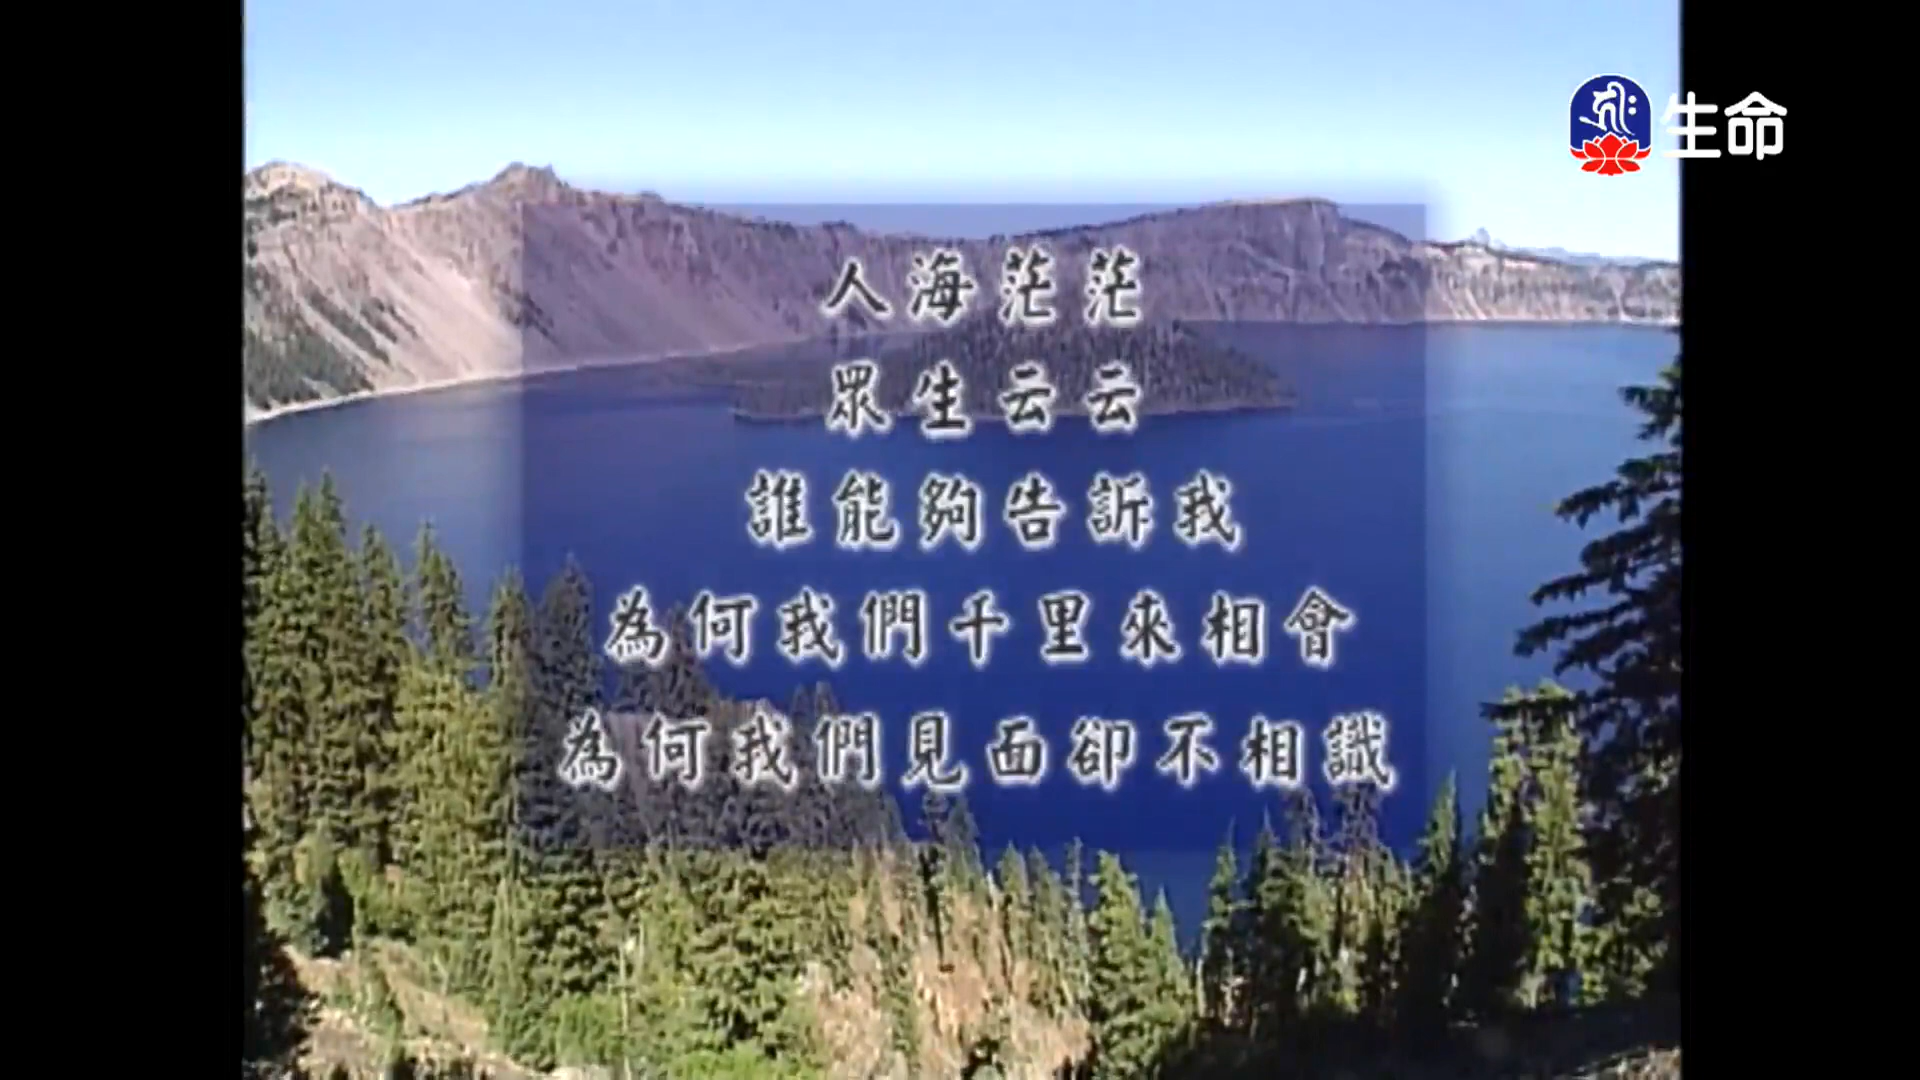 生命
人海茫茫
眾生云云
誰能夠告訴我
為何我們千里來相會
為何我們見面卻不相識